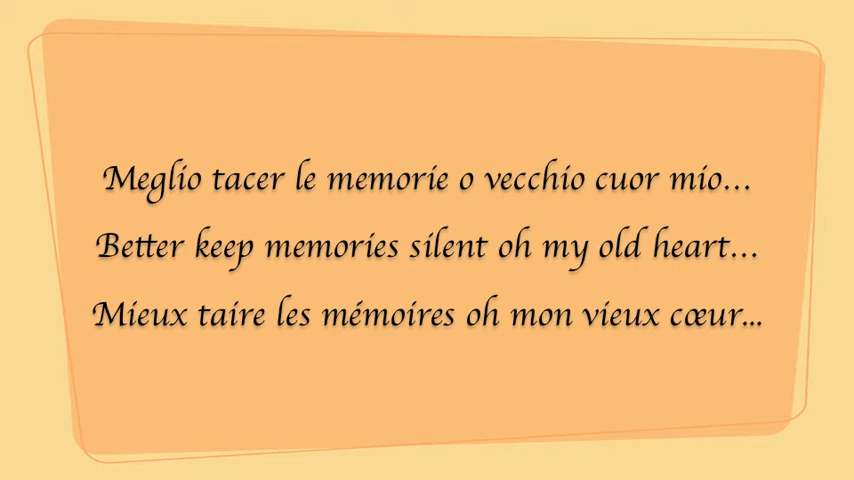 Meglio tacer le memorie o vecchio cuor mio...
Better keep memories silent oh my old heart...
Mieux taire les mémoires oh mon vieux cœur...